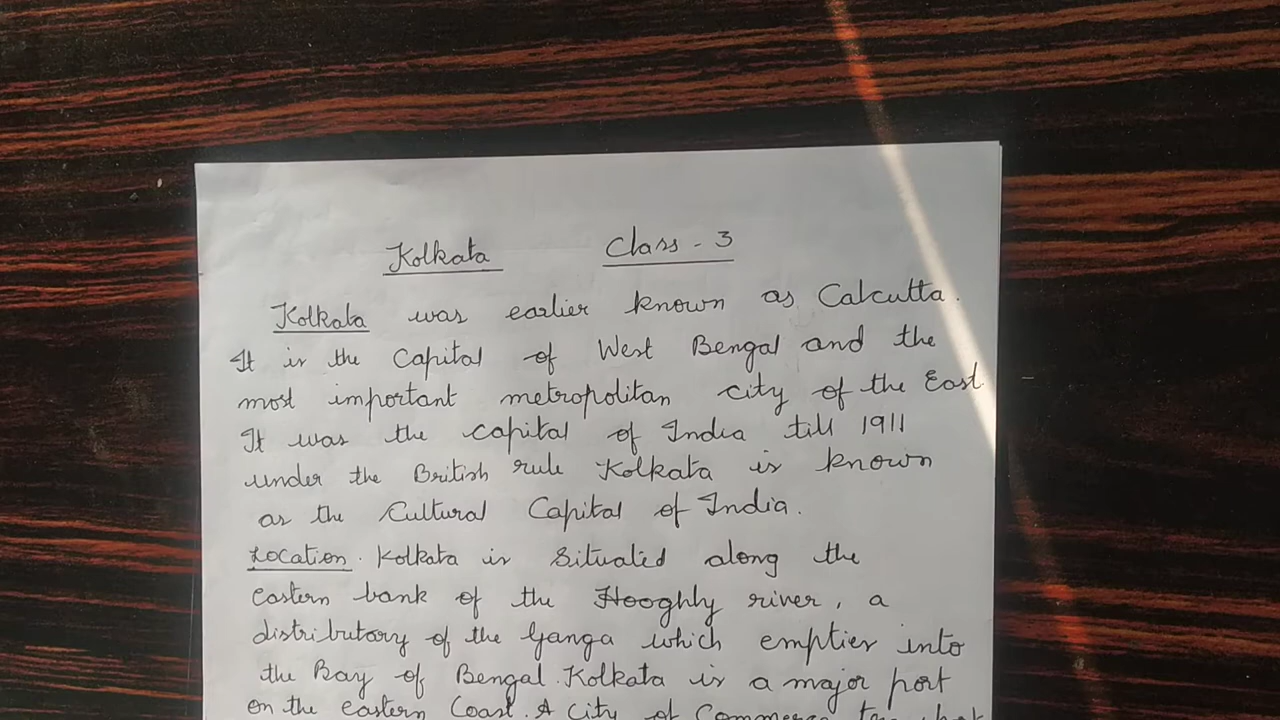 Kolkata Class - 3
Kolkata was earlier known as Calcutta.
It is the Capital of West Bengal and the
most important metropolitan city of the East
It was the capital of India till 1911
under the British rule Kolkata is known
as the Cultural Capital of India.
Location. Kolkata is Situated along the
Eastern bank of the Hooghly river, a
distributary of the Ganga which empties into
the Bay of Bengal. Kolkata is a major port
on the eastern Coast. A City of